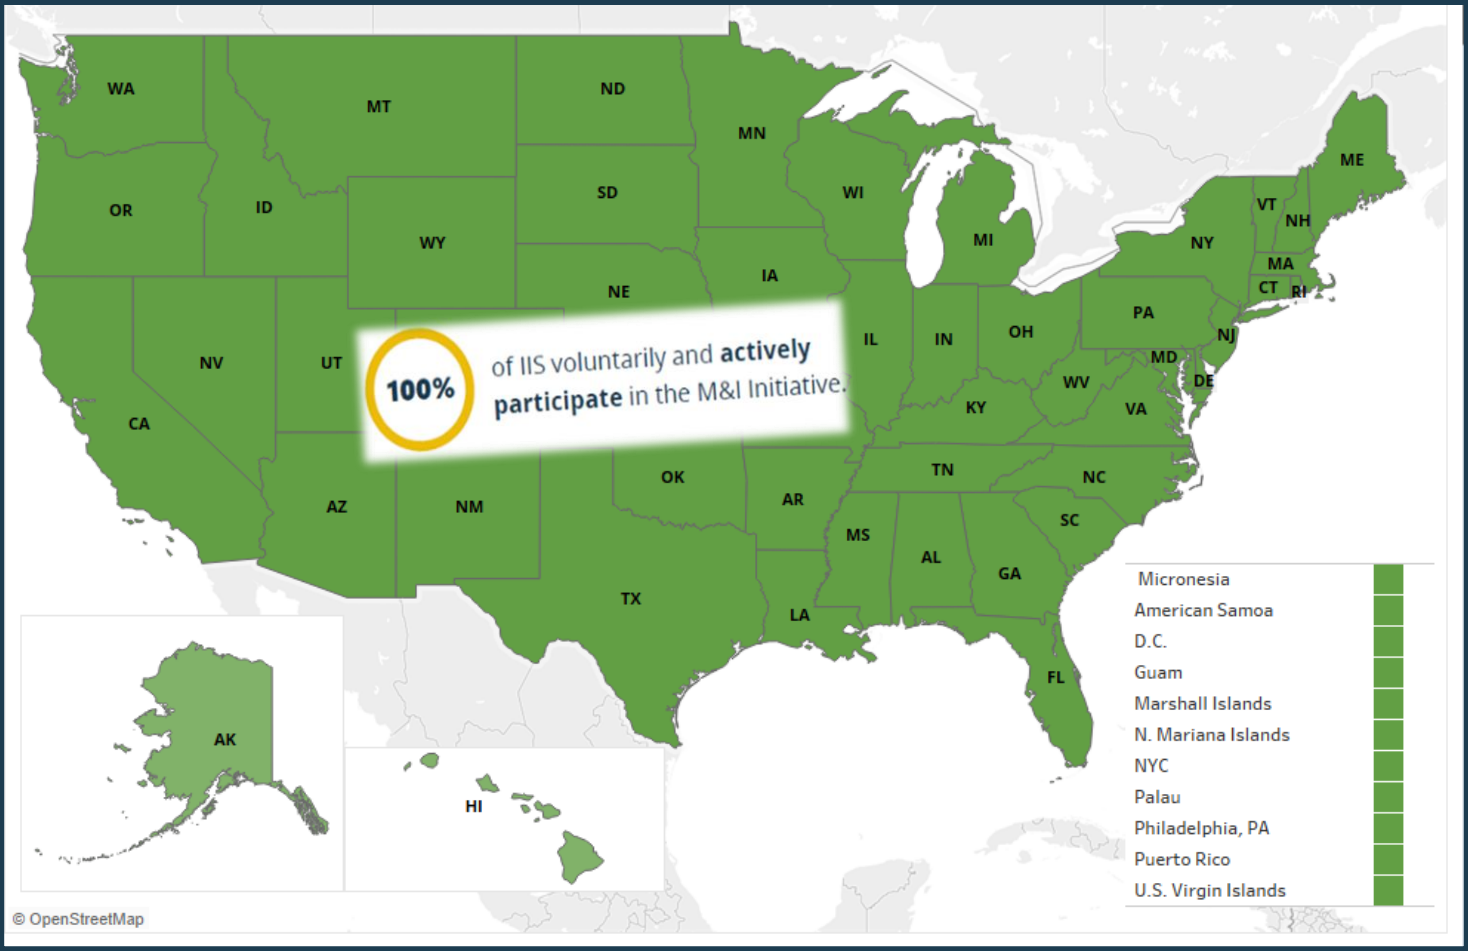 WA
MT
ND
MN
ME
OR
ID
SD
WI
VT
NH
WY
MI
NY
MA
NE
IA
CT
RI
PA
NV
UT
IL
IN
OH
NJ
MD
of IIS voluntarily and actively
100%
participate in the M&I Initiative.
WV
DE
CA
KY
VA
AZ
NM
OK
AR
TN
NC
MS
AL
GA
SC
TX
LA
FL
AK
HI
Micronesia
American Samoa
D.C.
Guam
Marshall Islands
N. Mariana Islands
NYC
Palau
Philadelphia, PA
Puerto Rico
U.S. Virgin Islands
© OpenStreetMap